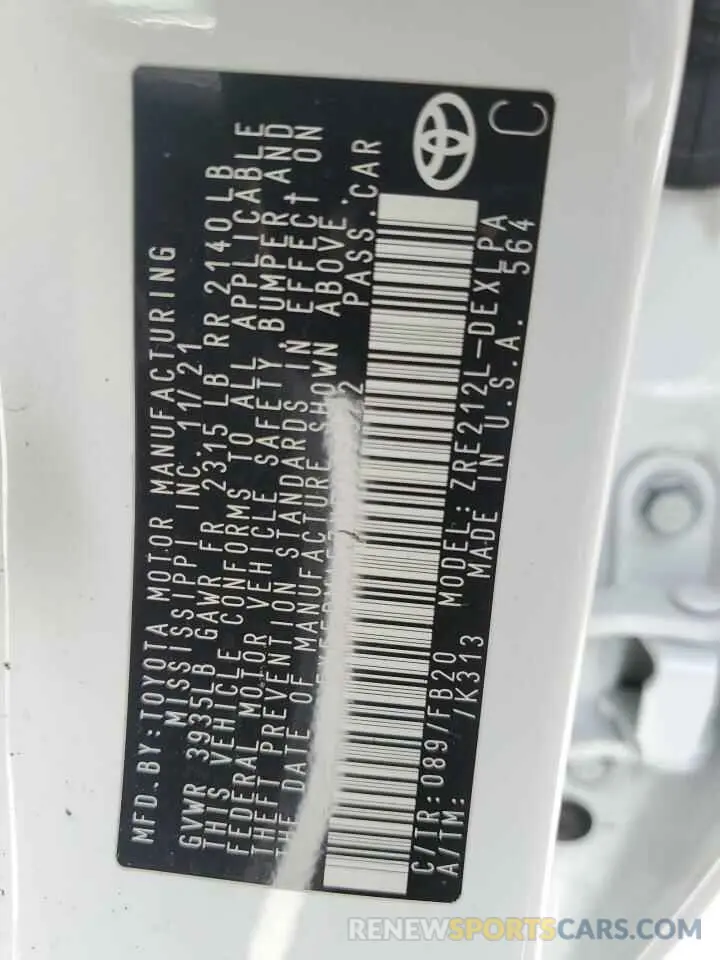 MFD. BY: TOYOTA MOTOR MANUFACTURING
MISSISSIPPI INC. 11/21
GVWR 3935LB GAWR FR 2315 LB RR 2140 LB
THIS VEHICLE CONFORMS TO ALL APPLICABLE
FEDERAL MOTOR VEHICLE SAFETY, BUMPER, AND
THEFT PREVENTION STANDARDS IN EFFECT ON
THE DATE OF MANUFACTURE SHOWN ABOVE.
PASS. CAR
C/TR: 089/FB20 MODEL: ZRE212L-DEXLPA
A/TM: /K313 MADE IN U.S.A. 564
C
RENEWSPORTSCARS.COM